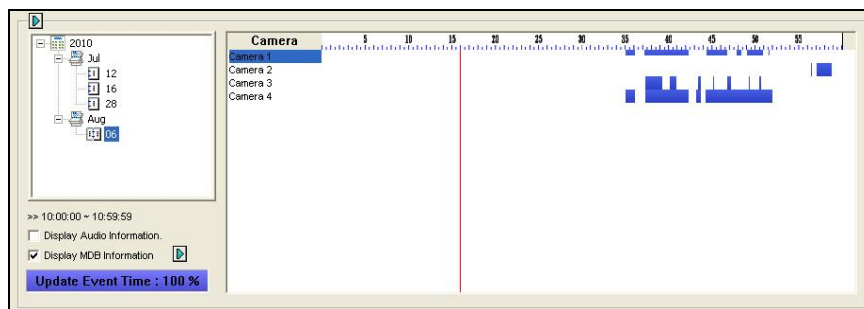 2010
Jul
12
16
28
Aug
06
>> 10:00:00 ~ 10:59:59
Display Audio Information.
Display MDB Information
Update Event Time : 100 %
Camera 5 10 15 20 25 30 35 40 45 50 55
Camera 1
Camera 2
Camera 3
Camera 4